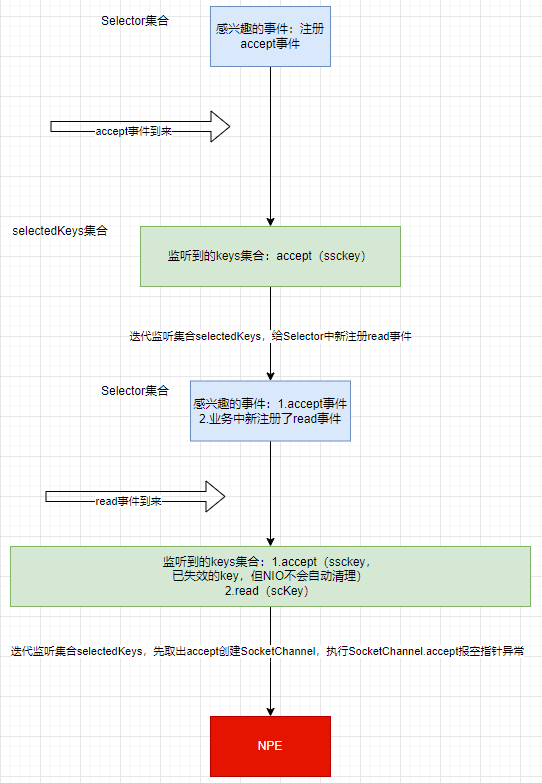 Selector集合
感兴趣的事件：注册
accept事件
accept事件到来
selectedKeys集合
监听到的keys集合：accept（ssckey）
迭代监听集合selectedKeys，给Selector中新注册read事件
Selector集合
感兴趣的事件：1.accept事件
2.业务中新注册了read事件
read事件到来
监听到的keys集合：1.accept（ssckey，
已失效的key，但NIO不会自动清理）
2.read（scKey）
迭代监听集合selectedKeys，先取出accept创建SocketChannel，执行SocketChannel.accept报空指针异常
NPE